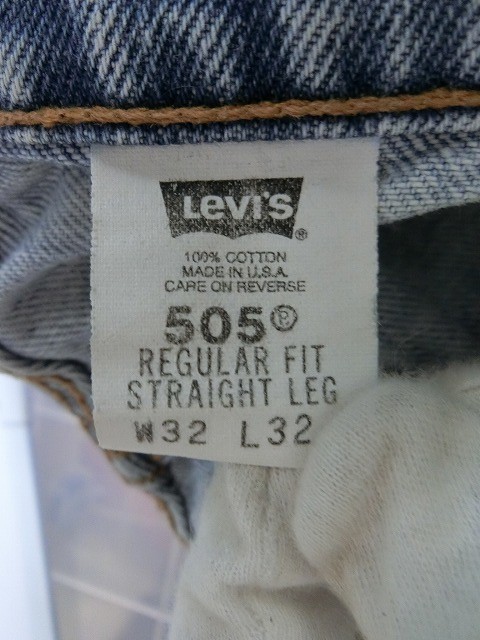 Levi's®
100% COTTON
MADE IN U.S.A.
CARE ON REVERSE
505®
REGULAR FIT
STRAIGHT LEG
W32 L32